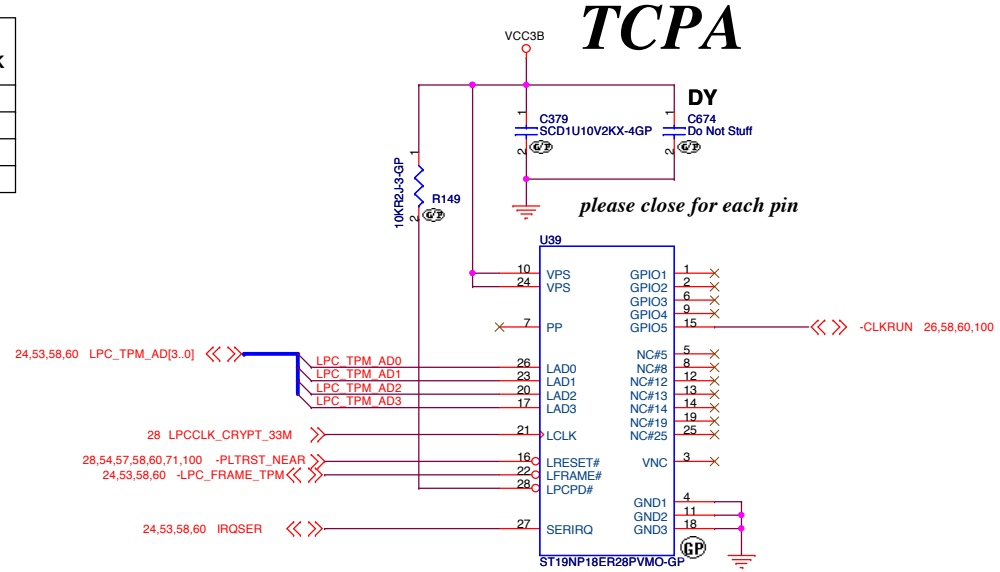 TCPA
VCC3B
K
DY
1
C379
SCD1U10V2KX-4GP
2
G/P
1
C674
Do Not Stuff
2
G/P
1
10KR2J-3-GP
R149
2
G/P
please close for each pin
U39
10 VPS
24 VPS
7 PP
24,53,58,60 LPC_TPM_AD[3..0]
LPC_TPM_AD0 26 LAD0
LPC_TPM_AD1 23 LAD1
LPC_TPM_AD2 20 LAD2
LPC_TPM_AD3 17 LAD3
28 LPCCLK_CRYPT_33M 21 LCLK
28,54,57,58,60,71,100 -PLTRST_NEAR 16 LRESET#
24,53,58,60 -LPC_FRAME_TPM 22 LFRAME#
28 LPCPD#
24,53,58,60 IRQSER 27 SERIRQ
GPIO1 1
GPIO2 2
GPIO3 6
GPIO4 9
GPIO5 15 -CLKRUN 26,58,60,100
NC#5 5
NC#8 8
NC#12 12
NC#13 13
NC#14 14
NC#19 19
NC#25 25
VNC 3
GND1 4
GND2 11
GND3 18
GP
ST19NP18ER28PVMO-GP